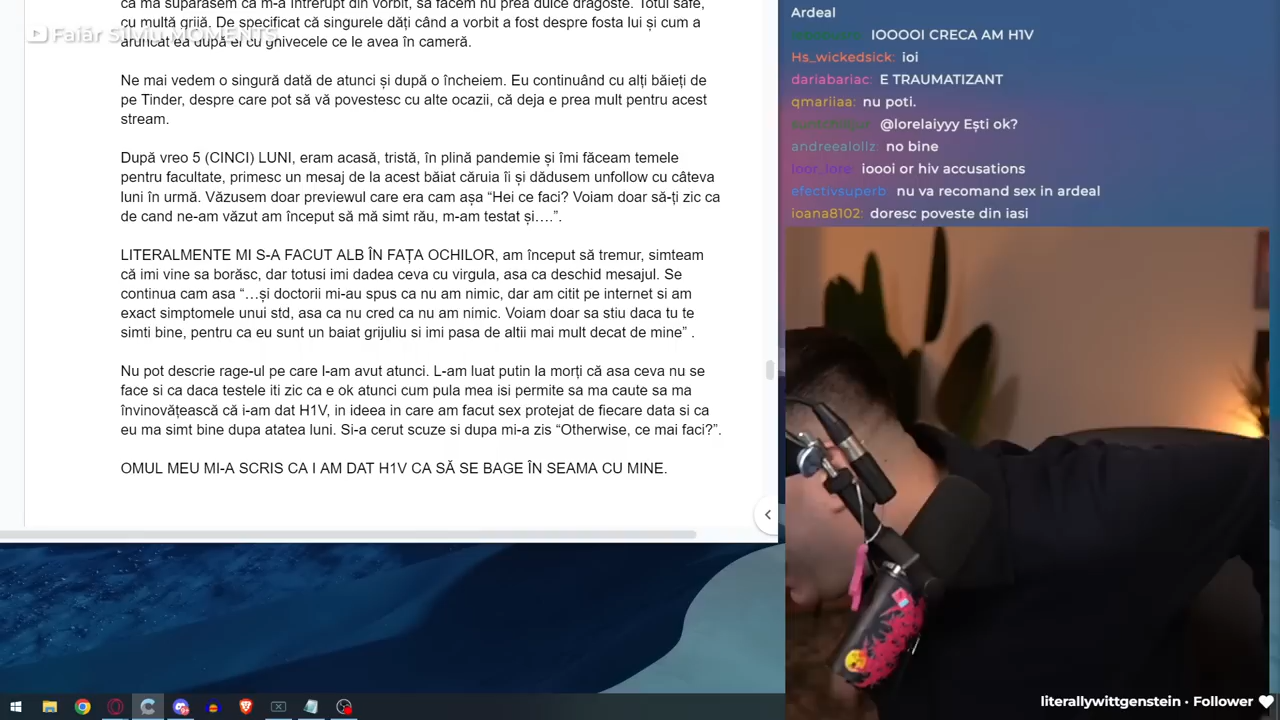 ca mă supărasem că m-a întrerupt din vorbit, să facem nu prea dulce dragoste. Totul safe,
cu multă grijă. De specificat că singurele dăți când a vorbit a fost despre fosta lui și cum a
aruncat ea după el cu ghivecele ce le avea în cameră.
Faiăr Silviu MOMENTS
Ne mai vedem o singură dată de atunci și după o încheiem. Eu continuând cu alți băieți de
pe Tinder, despre care pot să vă povestesc cu alte ocazii, că deja e prea mult pentru acest
stream.
După vreo 5 (CINCI) LUNI, eram acasă, tristă, în plină pandemie și îmi făceam temele
pentru facultate, primesc un mesaj de la acest băiat căruia îi și dădusem unfollow cu câteva
luni în urmă. Văzusem doar previewul care era cam așa “Hei ce faci? Voiam doar să-ți zic ca
de cand ne-am văzut am început să mă simt rău, m-am testat și….”.
LITERALMENTE MI S-A FACUT ALB ÎN FAȚA OCHILOR, am început să tremur, simteam
că imi vine sa borăsc, dar totusi imi dadea ceva cu virgula, asa ca deschid mesajul. Se
continua cam asa “…și doctorii mi-au spus ca nu am nimic, dar am citit pe internet si am
exact simptomele unui std, asa ca nu cred ca nu am nimic. Voiam doar sa stiu daca tu te
simti bine, pentru ca eu sunt un baiat grijuliu si imi pasa de altii mai mult decat de mine” .
Nu pot descrie rage-ul pe care l-am avut atunci. L-am luat putin la morți că asa ceva nu se
face si ca daca testele iti zic ca e ok atunci cum pula mea isi permite sa ma caute sa ma
învinovățească că i-am dat H1V, in ideea in care am facut sex protejat de fiecare data si ca
eu ma simt bine dupa atatea luni. Si-a cerut scuze si dupa mi-a zis “Otherwise, ce mai faci?”.
OMUL MEU MI-A SCRIS CA I AM DAT H1V CA SĂ SE BAGE ÎN SEAMA CU MINE.
Ardeal
IOOOOI CRECA AM H1V
Hs_wickedsick: ioi
dariabariac: E TRAUMATIZANT
qmariiaa: nu poti.
@lorelaiyyy Ești ok?
andreealollz: no bine
loor_lore: ioooi or hiv accusations
efectivsuperb: nu va recomand sex in ardeal
ioana8102: doresc poveste din iasi
literallywittgenstein · Follower